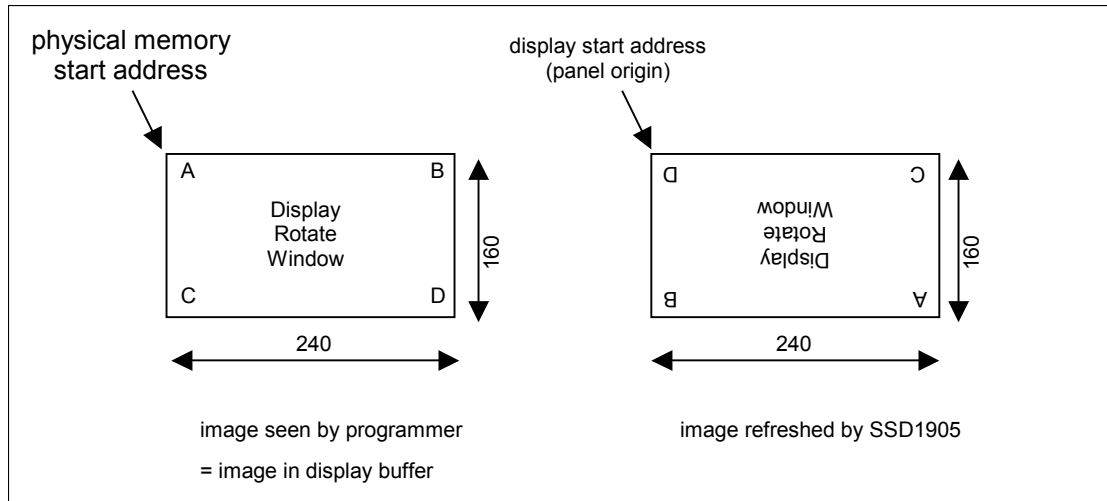 physical memory
start address
display start address
(panel origin)
A
B
Display
Rotate
Window
C
D
160
240
D
C
Window
Rotate
Display
B
A
160
240
image seen by programmer
= image in display buffer
image refreshed by SSD1905